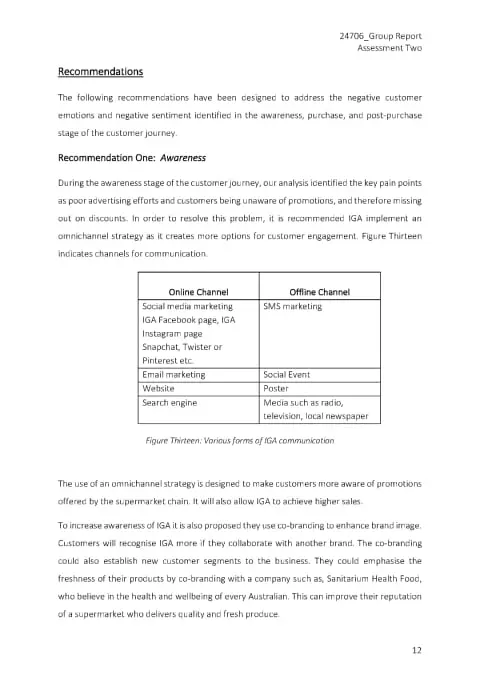 24706_Group Report
Assessment Two
Recommendations
The following recommendations have been designed to address the negative customer
emotions and negative sentiment identified in the awareness, purchase, and post-purchase
stage of the customer journey.
Recommendation One: Awareness
During the awareness stage of the customer journey, our analysis identified the key pain points
as poor advertising efforts and customers being unaware of promotions, and therefore missing
out on discounts. In order to resolve this problem, it is recommended IGA implement an
omnichannel strategy as it creates more options for customer engagement. Figure Thirteen
indicates channels for communication.
Online Channel Offline Channel
Social media marketing SMS marketing
IGA Facebook page, IGA
Instagram page
Snapchat, Twister or
Pinterest etc.
Email marketing Social Event
Website Poster
Search engine Media such as radio,
television, local newspaper
Figure Thirteen: Various forms of IGA communication
The use of an omnichannel strategy is designed to make customers more aware of promotions
offered by the supermarket chain. It will also allow IGA to achieve higher sales.
To increase awareness of IGA it is also proposed they use co-branding to enhance brand image.
Customers will recognise IGA more if they collaborate with another brand. The co-branding
could also establish new customer segments to the business. They could emphasise the
freshness of their products by co-branding with a company such as, Sanitarium Health Food,
who believe in the health and wellbeing of every Australian. This can improve their reputation
of a supermarket who delivers quality and fresh produce.
12